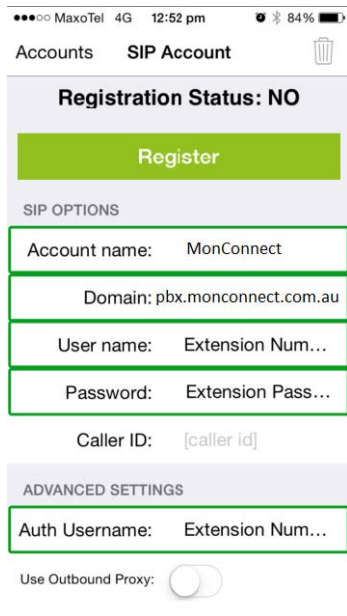 MaxoTel 4G 12:52 pm 84%
Accounts SIP Account
Registration Status: NO
Register
SIP OPTIONS
Account name: MonConnect
Domain: pbx.monconnect.com.au
User name: Extension Num...
Password: Extension Pass...
Caller ID: [caller id]
ADVANCED SETTINGS
Auth Username: Extension Num...
Use Outbound Proxy: